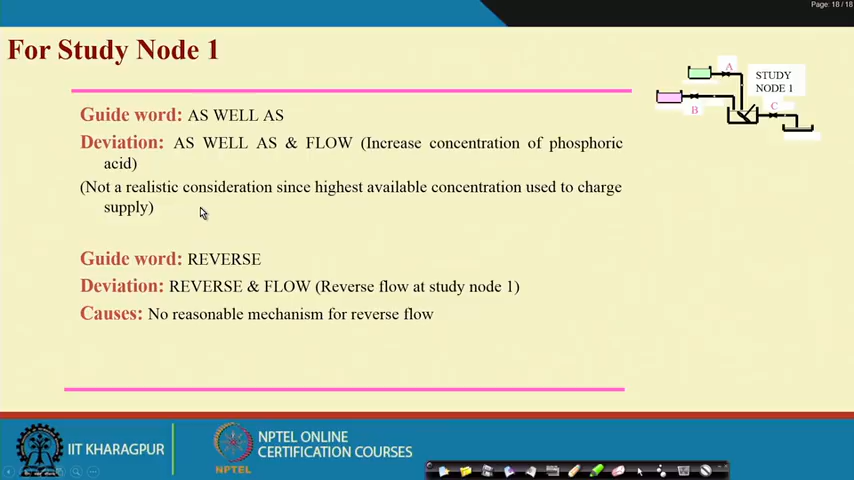 Page: 18 / 18
For Study Node 1
A
STUDY
NODE 1
B
C
Guide word: AS WELL AS
Deviation: AS WELL AS & FLOW (Increase concentration of phosphoric
acid)
(Not a realistic consideration since highest available concentration used to charge
supply)
Guide word: REVERSE
Deviation: REVERSE & FLOW (Reverse flow at study node 1)
Causes: No reasonable mechanism for reverse flow
IIT KHARAGPUR
NPTEL
NPTEL ONLINE
CERTIFICATION COURSES